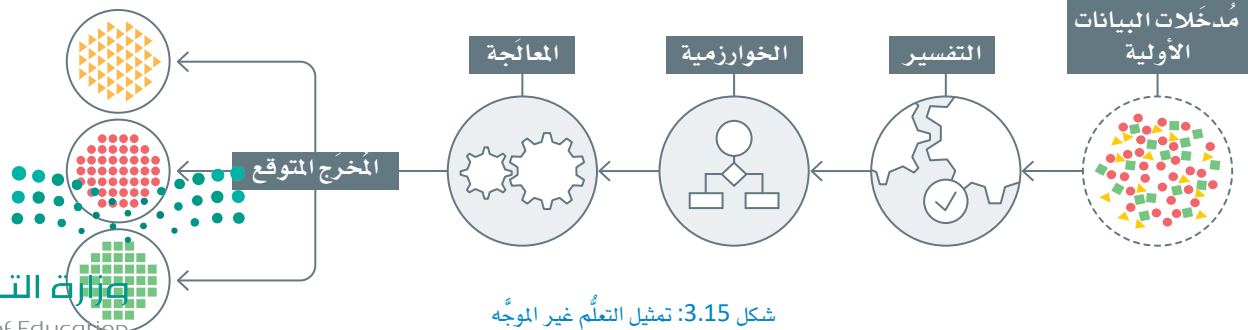 مُدخَلات البيانات
الأولية
التفسير
الخوارزمية
المعالَجة
المُخرَج المتوقع
شكل 3.15: تمثيل التعلُّم غير الموجَّه
وزارة التـ
of Education